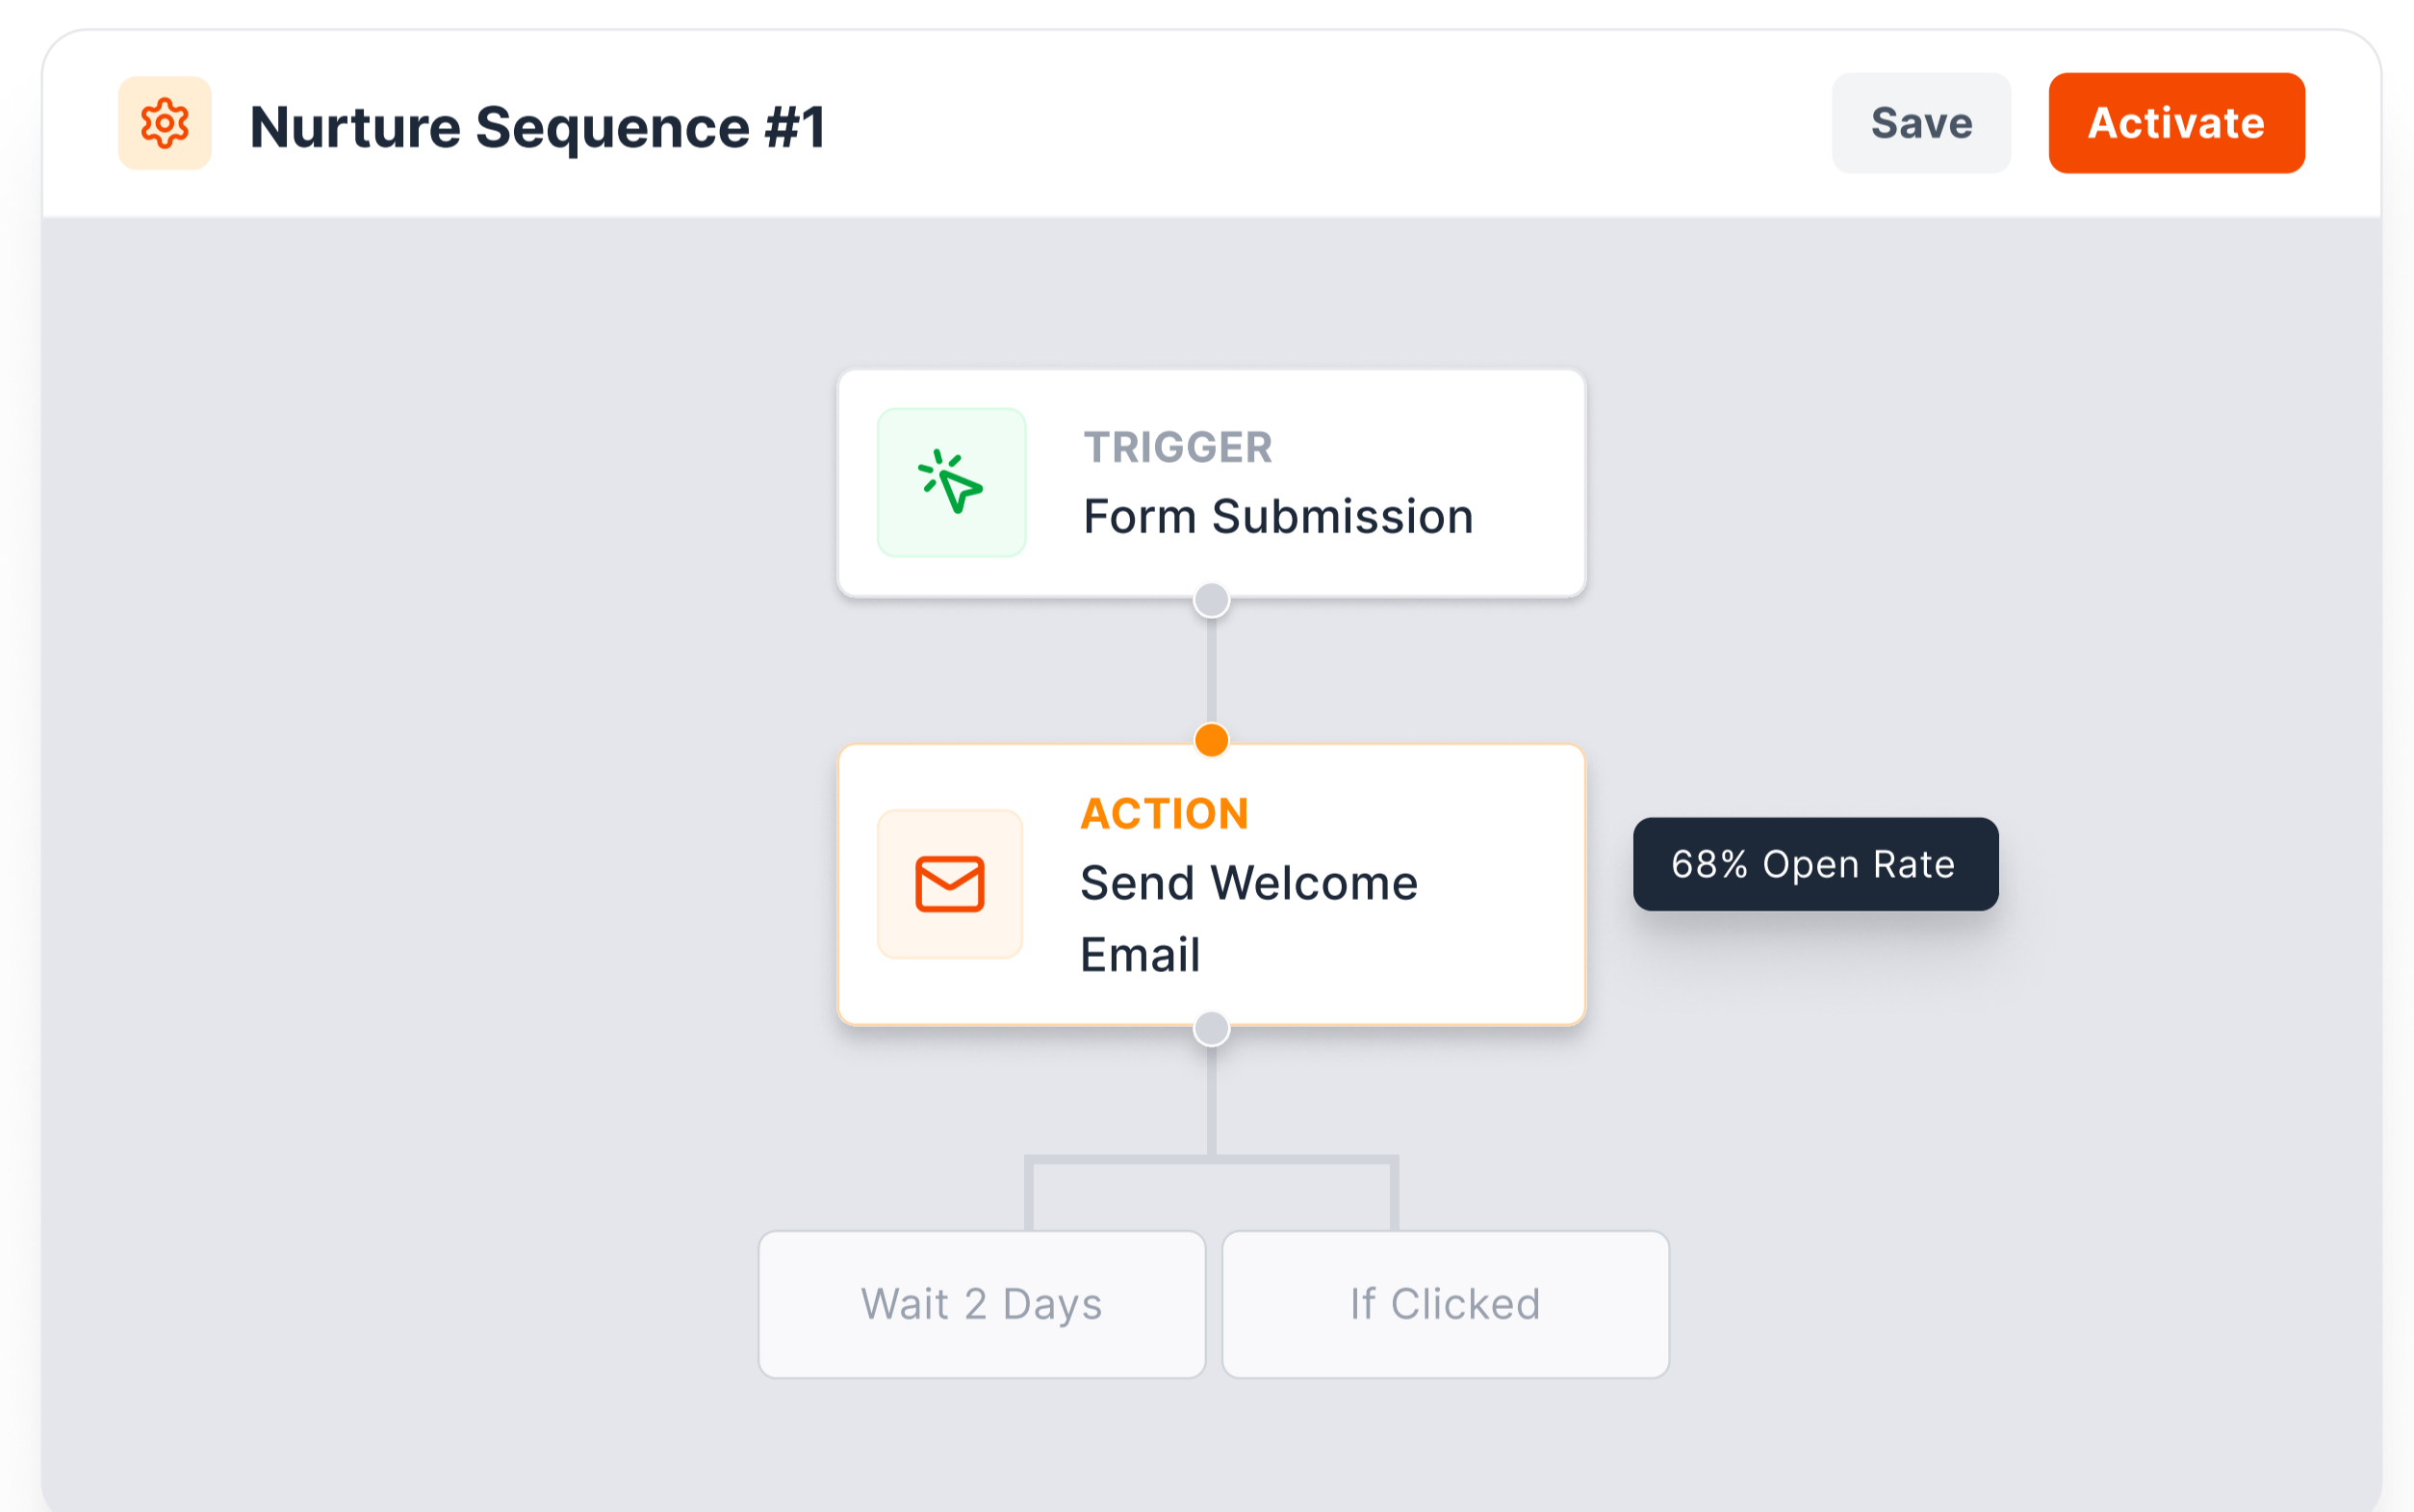 Nurture Sequence #1
Save
Activate
TRIGGER
Form Submission
ACTION
Send Welcome
Email
68% Open Rate
Wait 2 Days
If Clicked